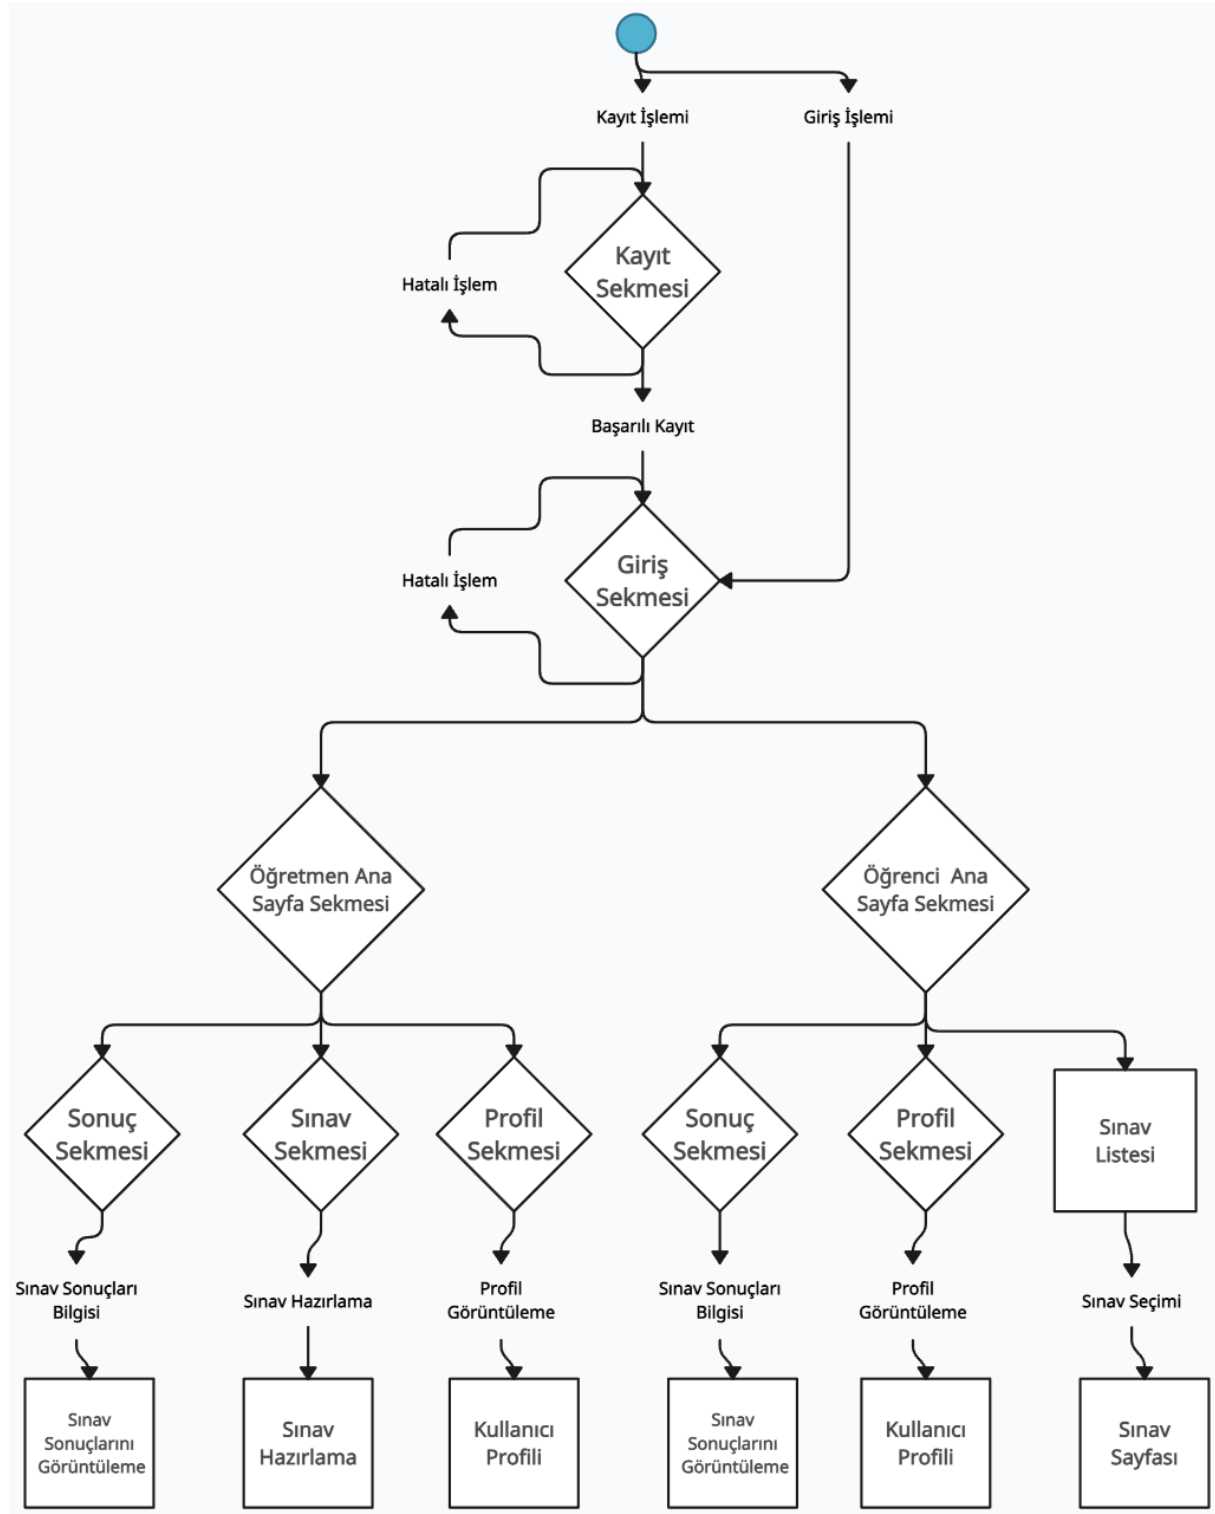 Kayıt İşlemi
Giriş İşlemi
Kayıt
Sekmesi
Hatalı İşlem
Başarılı Kayıt
Giriş
Sekmesi
Hatalı İşlem
Öğretmen Ana
Sayfa Sekmesi
Öğrenci Ana
Sayfa Sekmesi
Sonuç
Sekmesi
Sınav
Sekmesi
Profil
Sekmesi
Sonuç
Sekmesi
Profil
Sekmesi
Sınav
Listesi
Sınav Sonuçları
Bilgisi
Sınav Hazırlama
Profil
Görüntüleme
Sınav Sonuçları
Bilgisi
Profil
Görüntüleme
Sınav Seçimi
Sınav
Sonuçlarını
Görüntüleme
Sınav
Hazırlama
Kullanıcı
Profili
Sınav
Sonuçlarını
Görüntüleme
Kullanıcı
Profili
Sınav
Sayfası